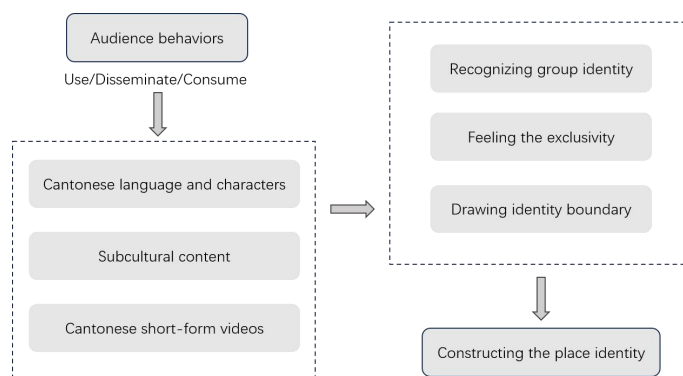 Audience behaviors
Use/Disseminate/Consume
Cantonese language and characters
Subcultural content
Cantonese short-form videos
Recognizing group identity
Feeling the exclusivity
Drawing identity boundary
Constructing the place identity